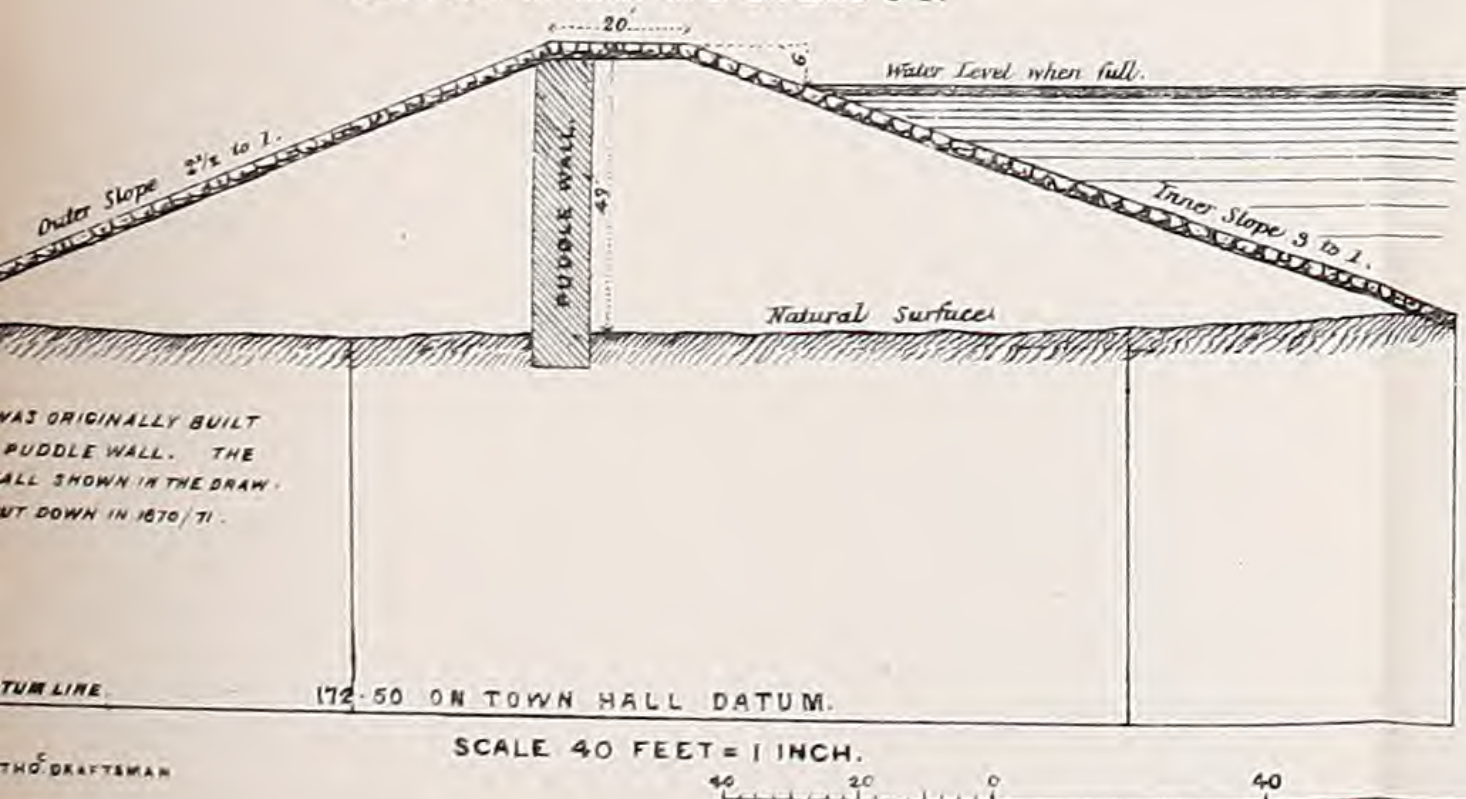 20'
6'
Water Level when full.
Outer Slope 2½ to 1.
PUDDLE WALL.
49'
Inner Slope 3 to 1.
Natural Surface
WAS ORIGINALLY BUILT
PUDDLE WALL. THE
ALL SHOWN IN THE DRAW-
UT DOWN IN 1870/71.
TUM LINE.
172.50 ON TOWN HALL DATUM.
SCALE 40 FEET = 1 INCH.
THOC. DRAFTSMAN
40 20 0 40